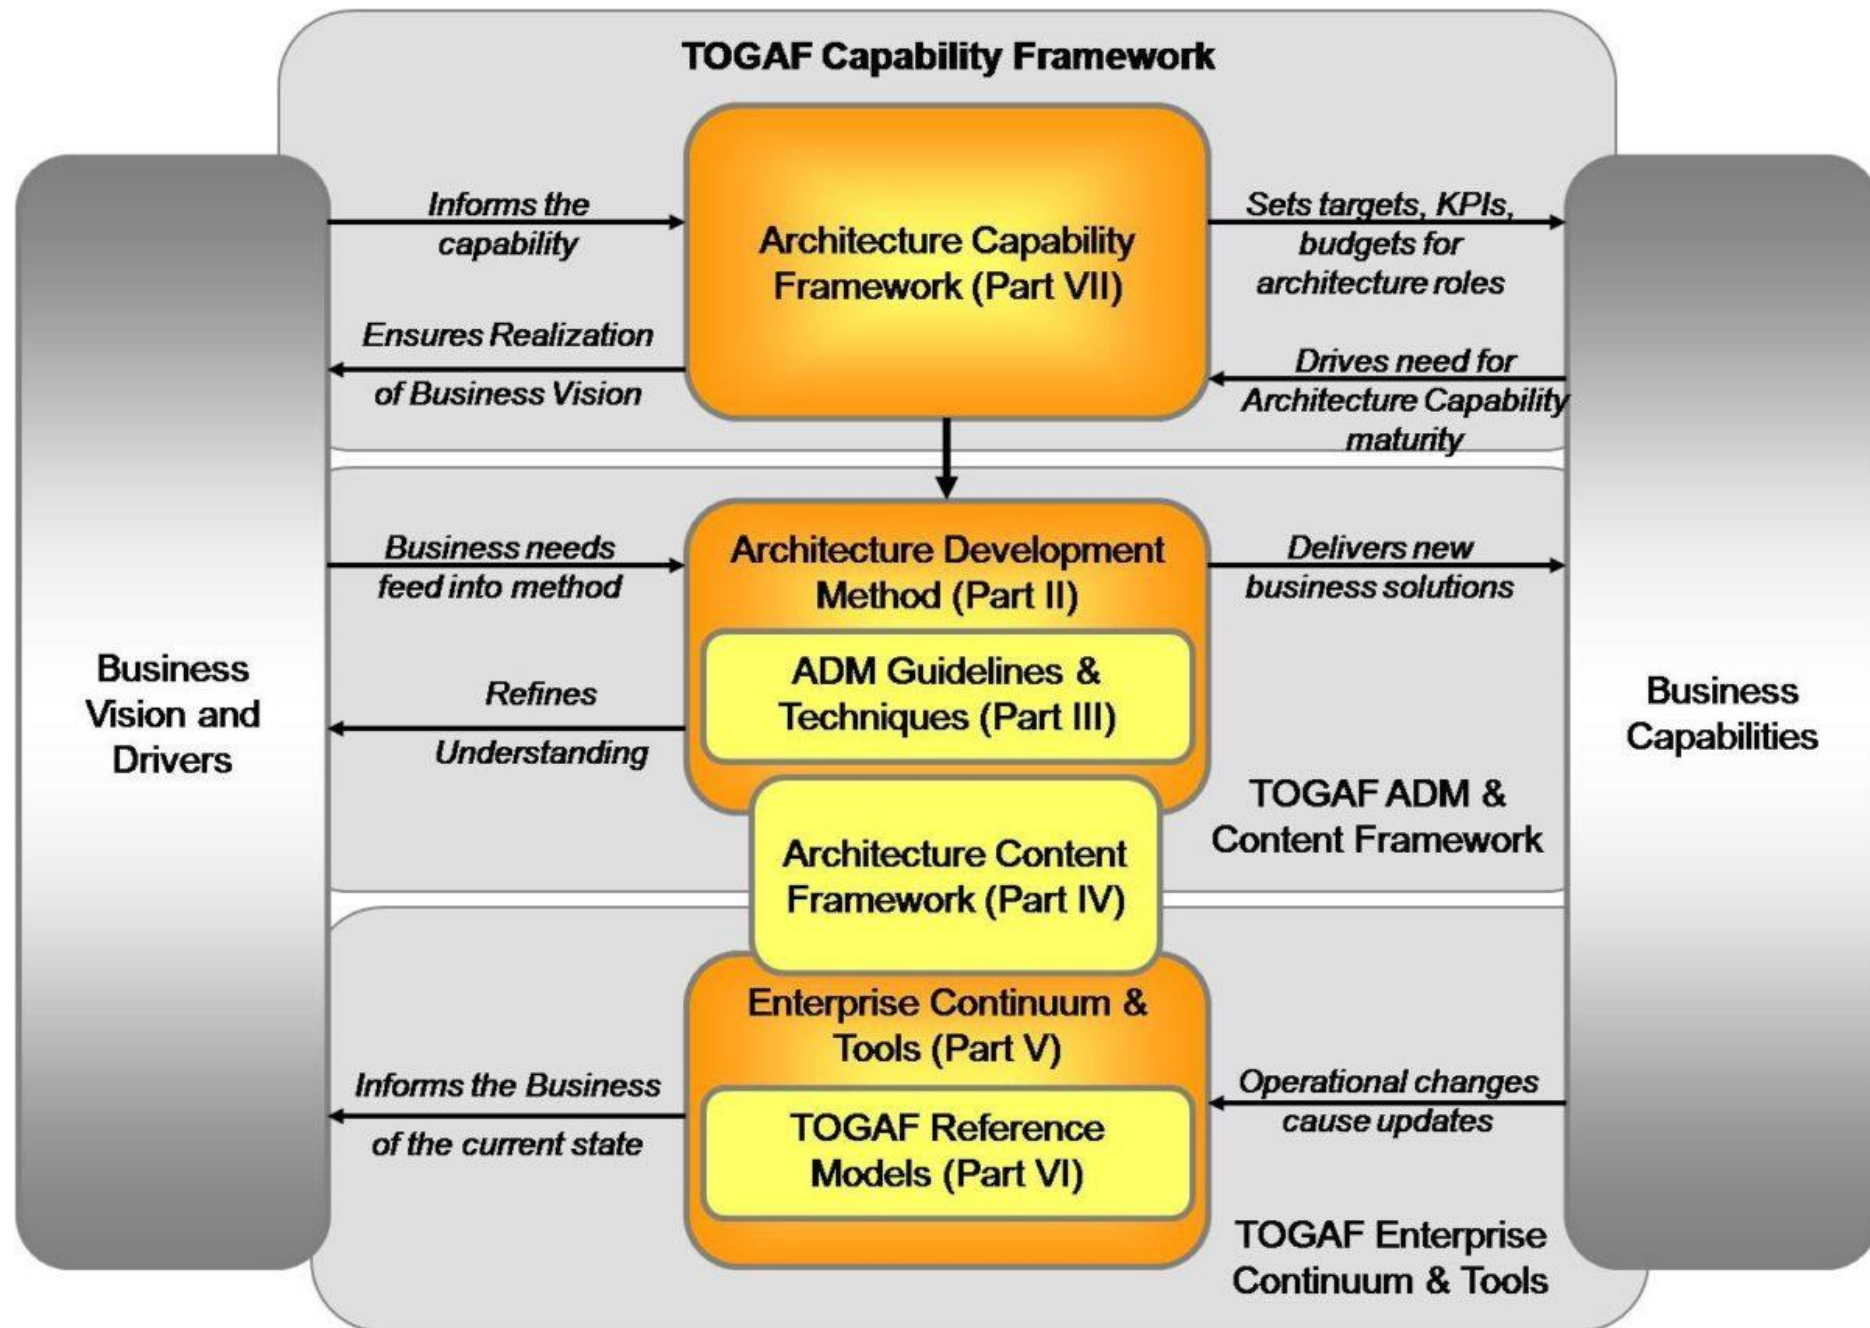 TOGAF Capability Framework
Informs the
capability
Ensures Realization
of Business Vision
Architecture Capability
Framework (Part VII)
Sets targets, KPIs,
budgets for
architecture roles
Drives need for
Architecture Capability
maturity
Business
Vision and
Drivers
Business needs
feed into method
Refines
Understanding
Architecture Development
Method (Part II)
ADM Guidelines &
Techniques (Part III)
Delivers new
business solutions
TOGAF ADM &
Content Framework
Architecture Content
Framework (Part IV)
Business
Capabilities
Informs the Business
of the current state
Enterprise Continuum &
Tools (Part V)
TOGAF Reference
Models (Part VI)
Operational changes
cause updates
TOGAF Enterprise
Continuum & Tools